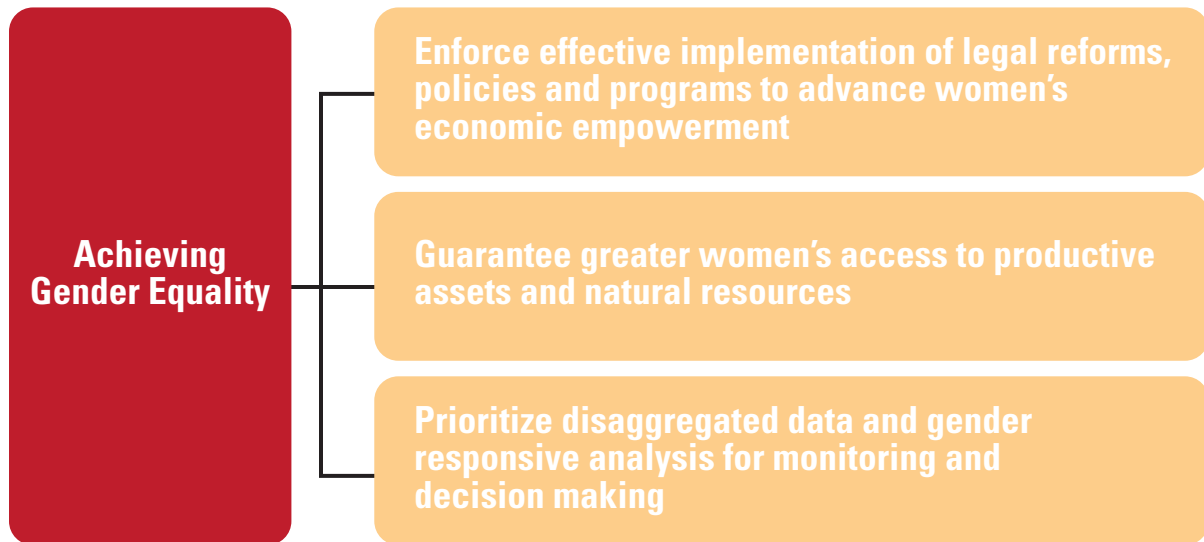 Achieving
Gender Equality
Enforce effective implementation of legal reforms,
policies and programs to advance women’s
economic empowerment
Guarantee greater women’s access to productive
assets and natural resources
Prioritize disaggregated data and gender
responsive analysis for monitoring and
decision making